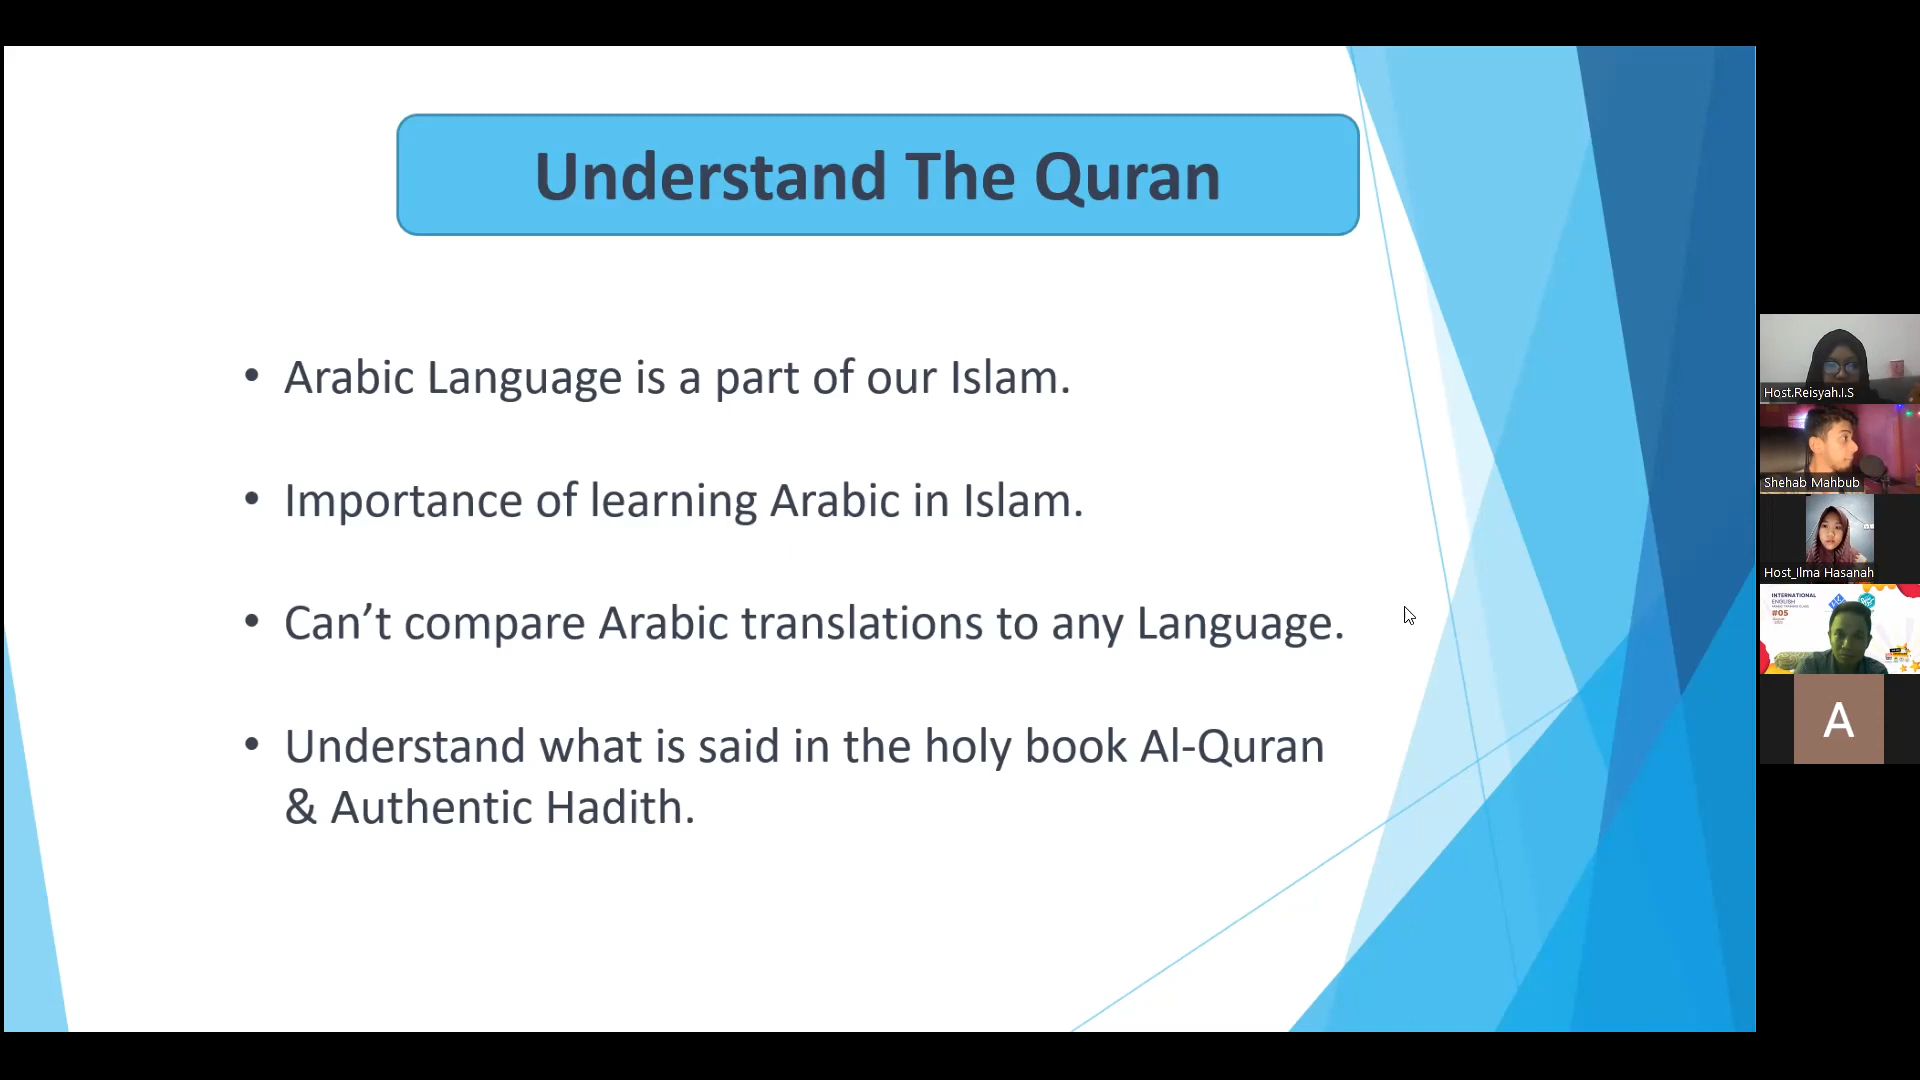 Understand The Quran
• Arabic Language is a part of our Islam.
• Importance of learning Arabic in Islam.
• Can’t compare Arabic translations to any Language.
• Understand what is said in the holy book Al-Quran
& Authentic Hadith.
Host.Reisyah.I.S
Shehab Mahbub
Host_Ilma Hasanah
INTERNATIONAL
ENGLISH
#05
A